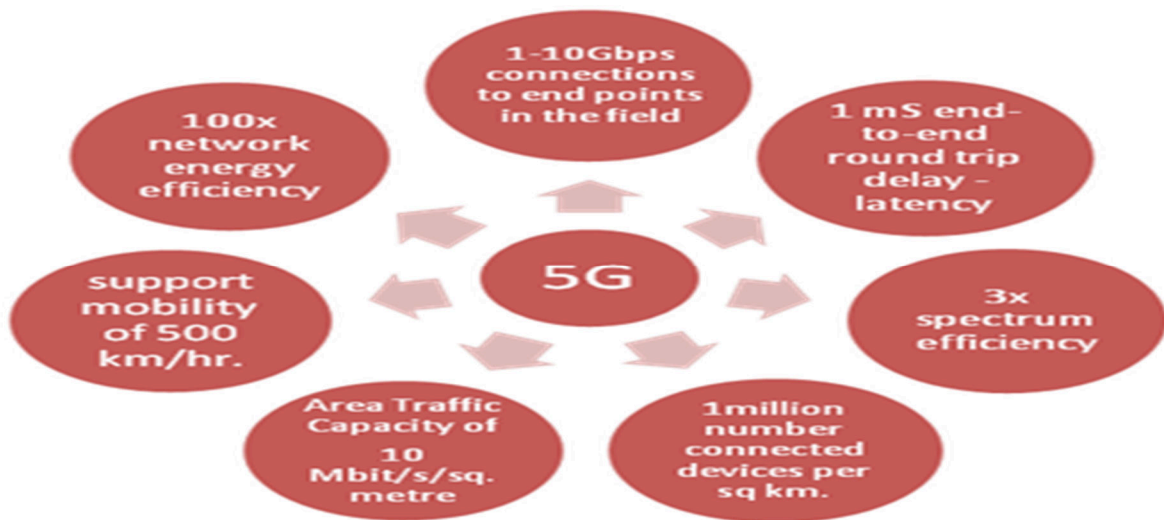 1-10Gbps
connections
to end points
in the field
1 mS end-
to-end
round trip
delay -
latency
3x
spectrum
efficiency
1million
number
connected
devices per
sq km.
Area Traffic
Capacity of
10
Mbit/s/sq.
metre
support
mobility
of 500
km/hr.
100x
network
energy
efficiency
5G